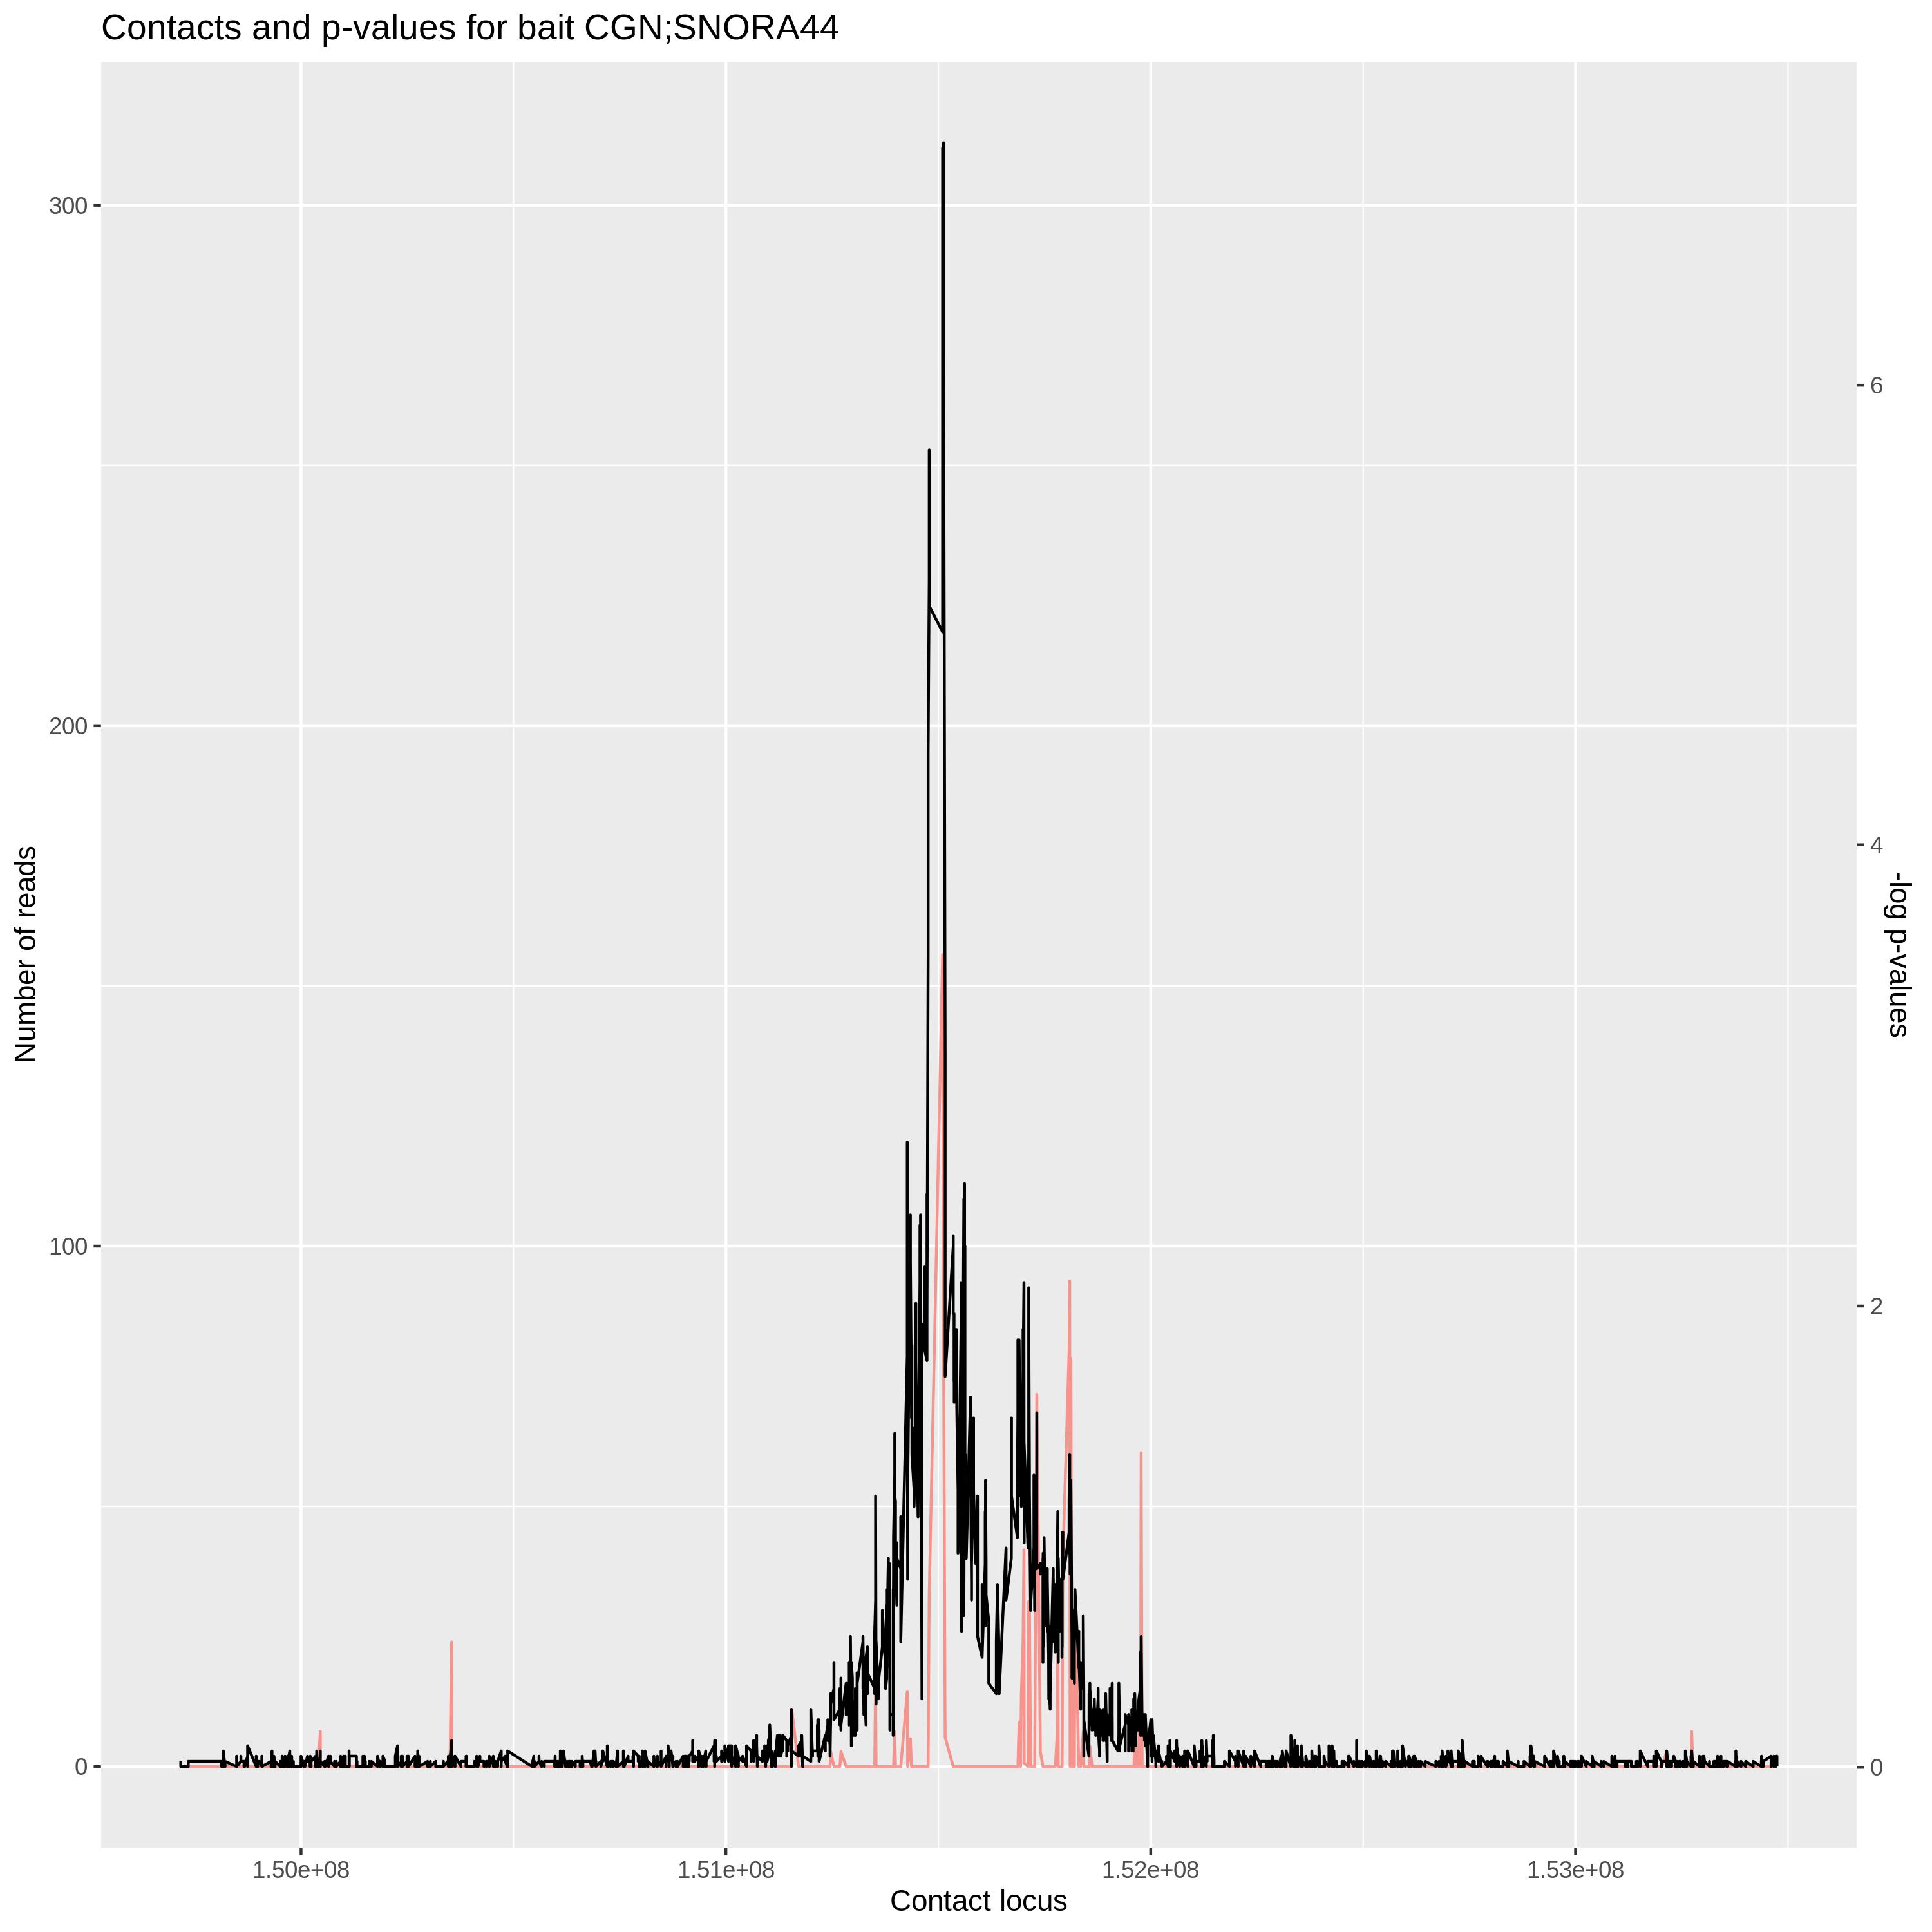 Contacts and p-values for bait CGN;SNORA44
300
200
100
0
Number of reads
6
4
2
0
-log p-values
1.50e+08
1.51e+08
1.52e+08
1.53e+08
Contact locus